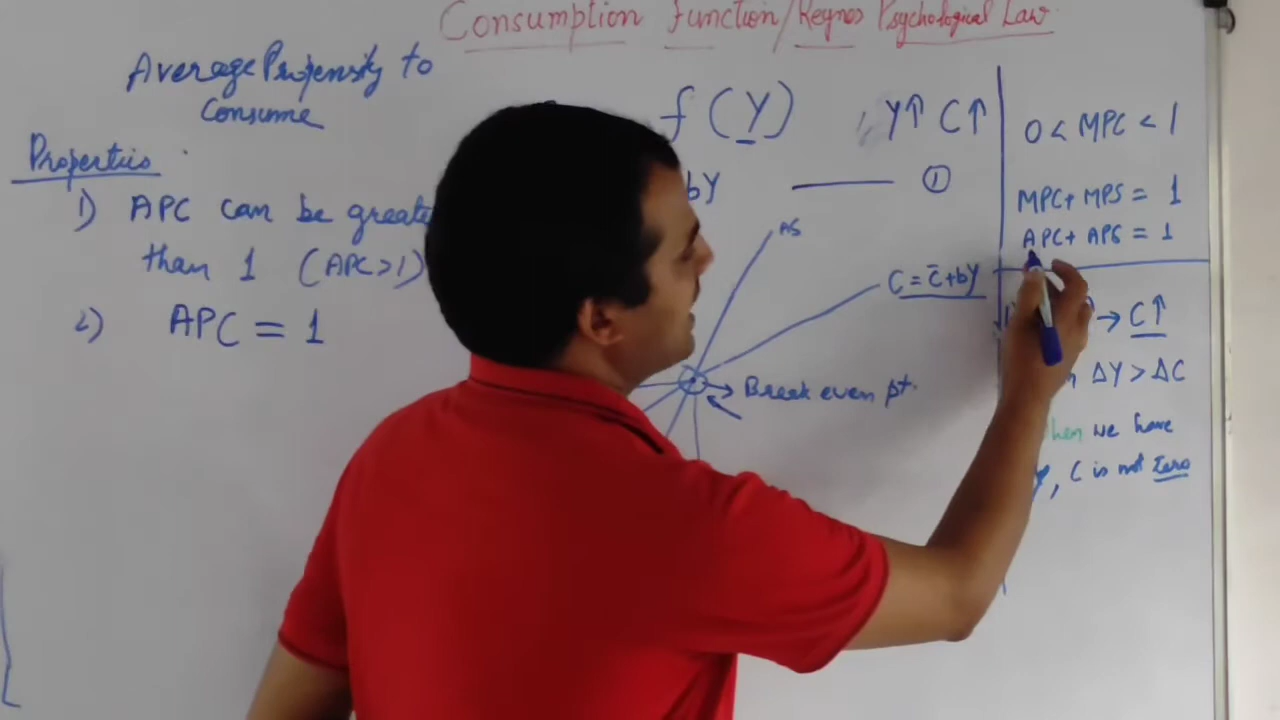 Consumption Function/Keynes Psychological Law
Average Propensity to
Consume
Properties
1) APC can be greate
than 1 (APC>1)
2) APC = 1
f(Y), Y↑ C↑
bY ——— ①
AS
C = C̄+bY
Break even pt.
0 < MPC < 1
MPC+ MPS = 1
APC+ APS = 1
→ C↑
ΔY > ΔC
we have
, C is not zero